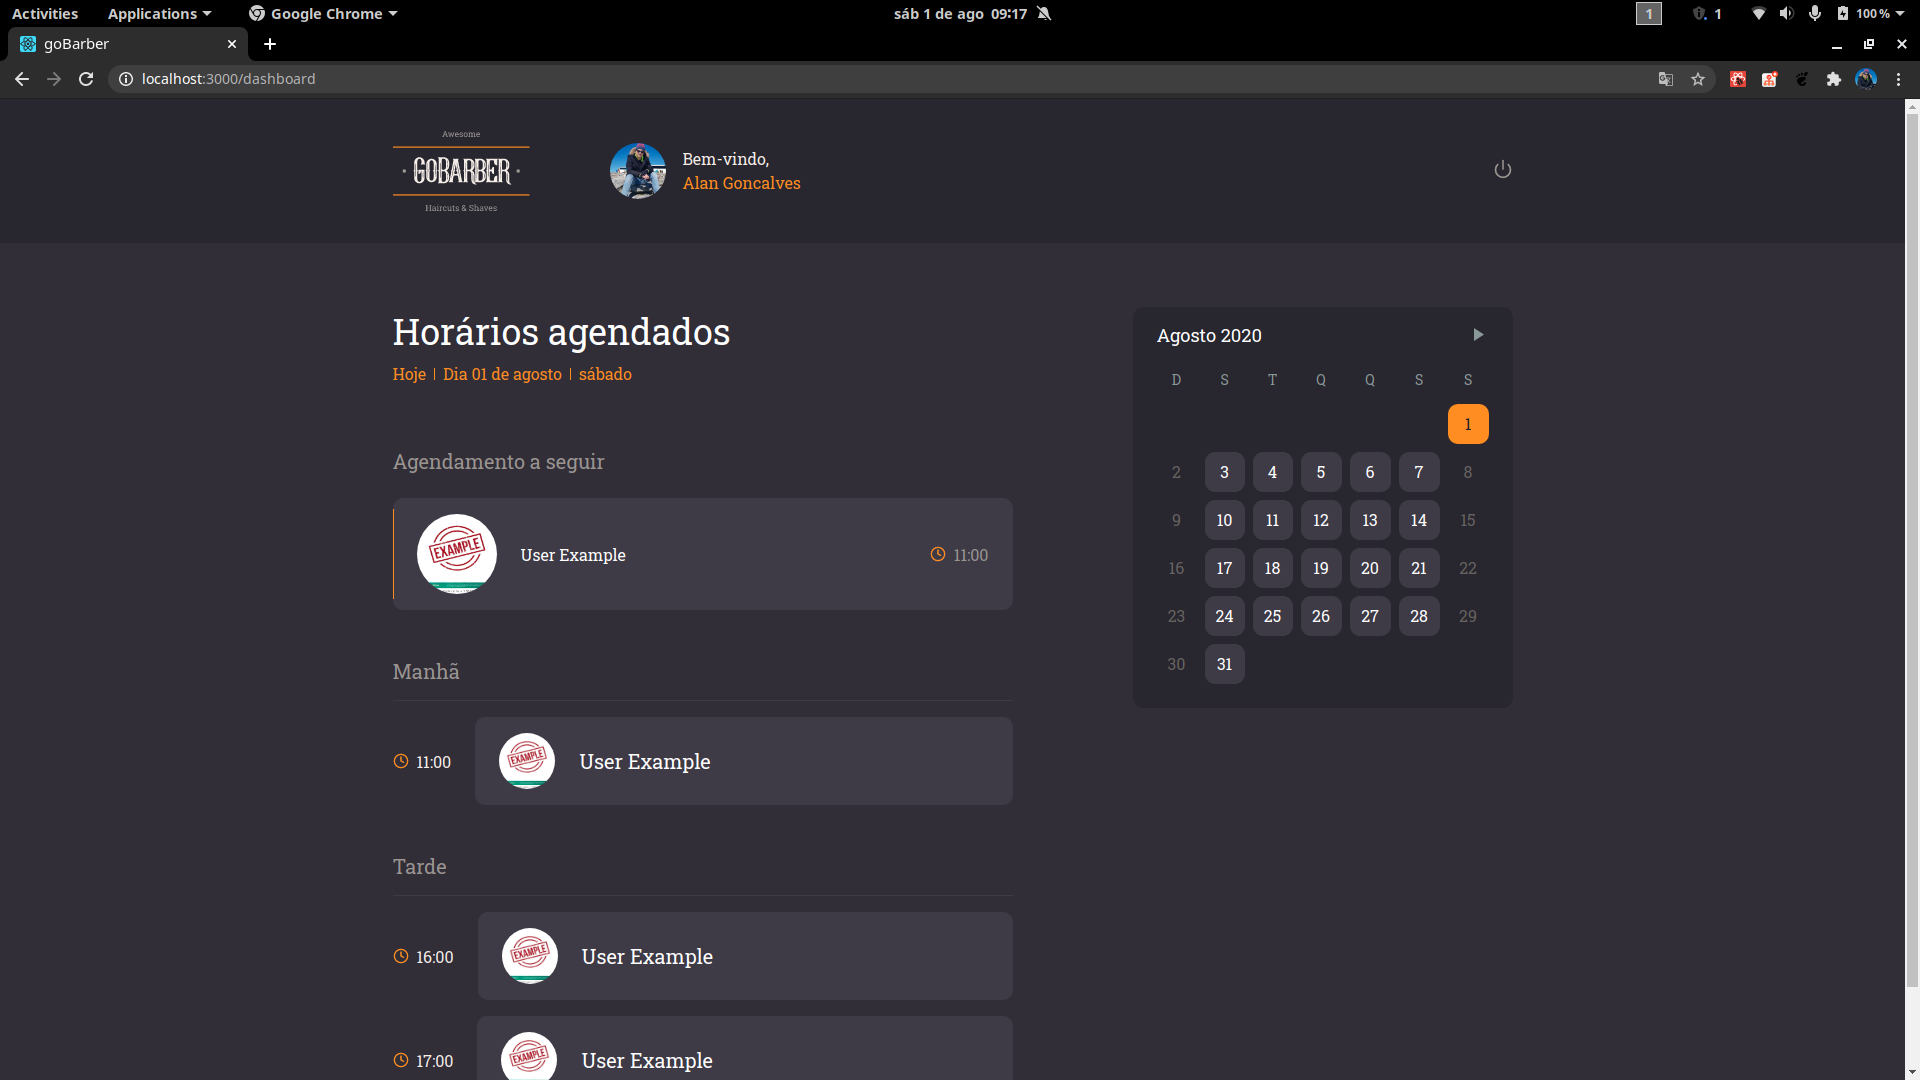 Activities Applications Google Chrome sáb 1 de ago 09:17 1 1 100 %
goBarber
localhost:3000/dashboard
Awesome
GOBARBER
Haircuts & Shaves
Bem-vindo,
Alan Goncalves
Horários agendados
Hoje Dia 01 de agosto sábado
Agendamento a seguir
EXAMPLE
User Example 11:00
Manhã
11:00 EXAMPLE User Example
Tarde
16:00 EXAMPLE User Example
17:00 EXAMPLE User Example
Agosto 2020
D S T Q Q S S
1
2 3 4 5 6 7 8
9 10 11 12 13 14 15
16 17 18 19 20 21 22
23 24 25 26 27 28 29
30 31